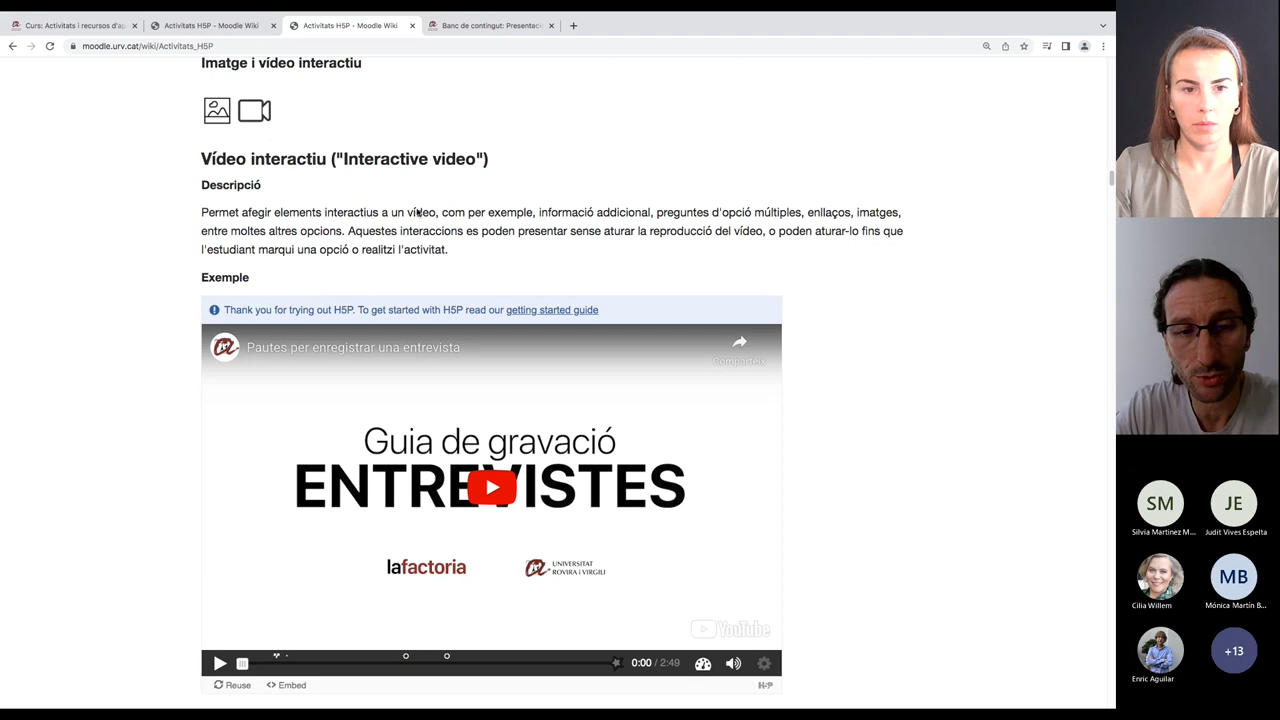 Curs: Activitats i recursos d'ap
Activitats H5P - Moodle Wiki
Activitats H5P - Moodle Wiki
Banc de contingut: Presentaci
moodle.urv.cat/wiki/Activitats_H5P
Imatge i vídeo interactiu
Vídeo interactiu ("Interactive video")
Descripció
Permet afegir elements interactius a un vídeo, com per exemple, informació addicional, preguntes d'opció múltiples, enllaços, imatges,
entre moltes altres opcions. Aquestes interaccions es poden presentar sense aturar la reproducció del vídeo, o poden aturar-lo fins que
l'estudiant marqui una opció o realitzi l'activitat.
Exemple
Thank you for trying out H5P. To get started with H5P read our getting started guide
Pautes per enregistrar una entrevista
Comparteix
Guia de gravació
ENTREVISTES
lafactoria
UNIVERSITAT
ROVIRA I VIRGILI
YouTube
0:00 / 2:49
Reuse
Embed
H5P
SM
Silvia Martinez M...
JE
Judit Vives Espelta
Cilia Willem
MB
Mónica Martín B...
Enric Aguilar
+13